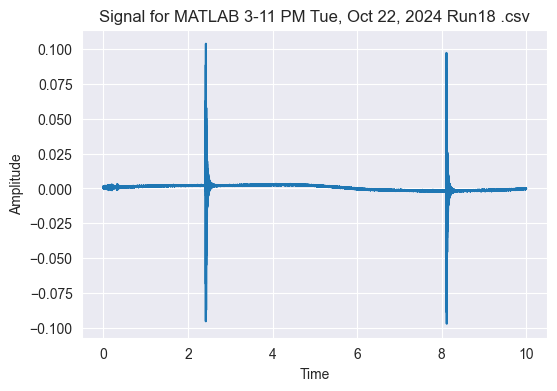 Signal for MATLAB 3-11 PM Tue, Oct 22, 2024 Run18 .csv
0.100
0.075
0.050
0.025
0.000
−0.025
−0.050
−0.075
−0.100
Amplitude
0 2 4 6 8 10
Time